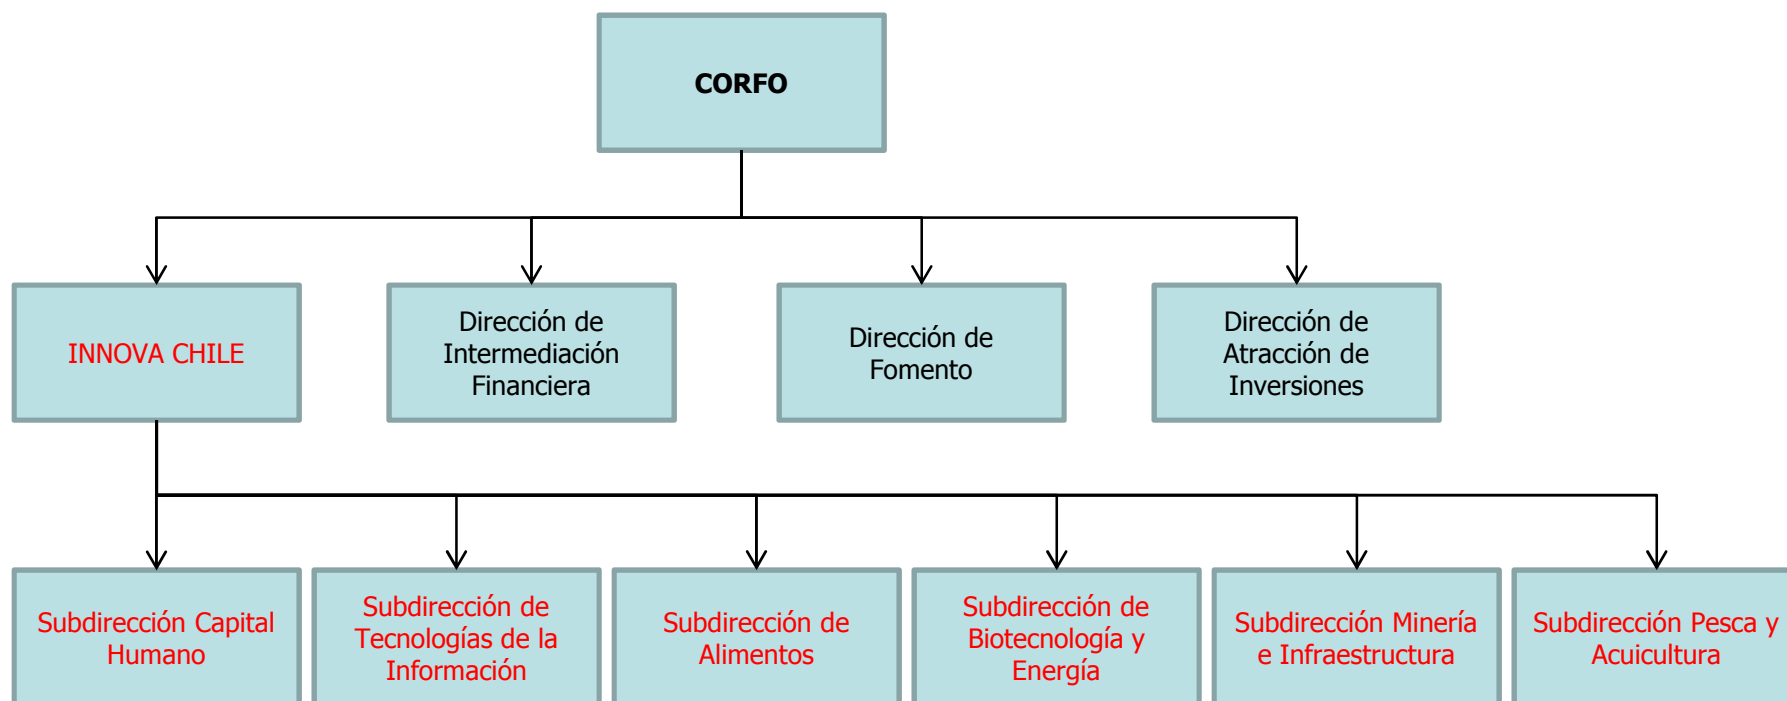 CORFO
INNOVA CHILE
Dirección de
Intermediación
Financiera
Dirección de
Fomento
Dirección de
Atracción de
Inversiones
Subdirección Capital
Humano
Subdirección de
Tecnologías de la
Información
Subdirección de
Alimentos
Subdirección de
Biotecnología y
Energía
Subdirección Minería
e Infraestructura
Subdirección Pesca y
Acuicultura